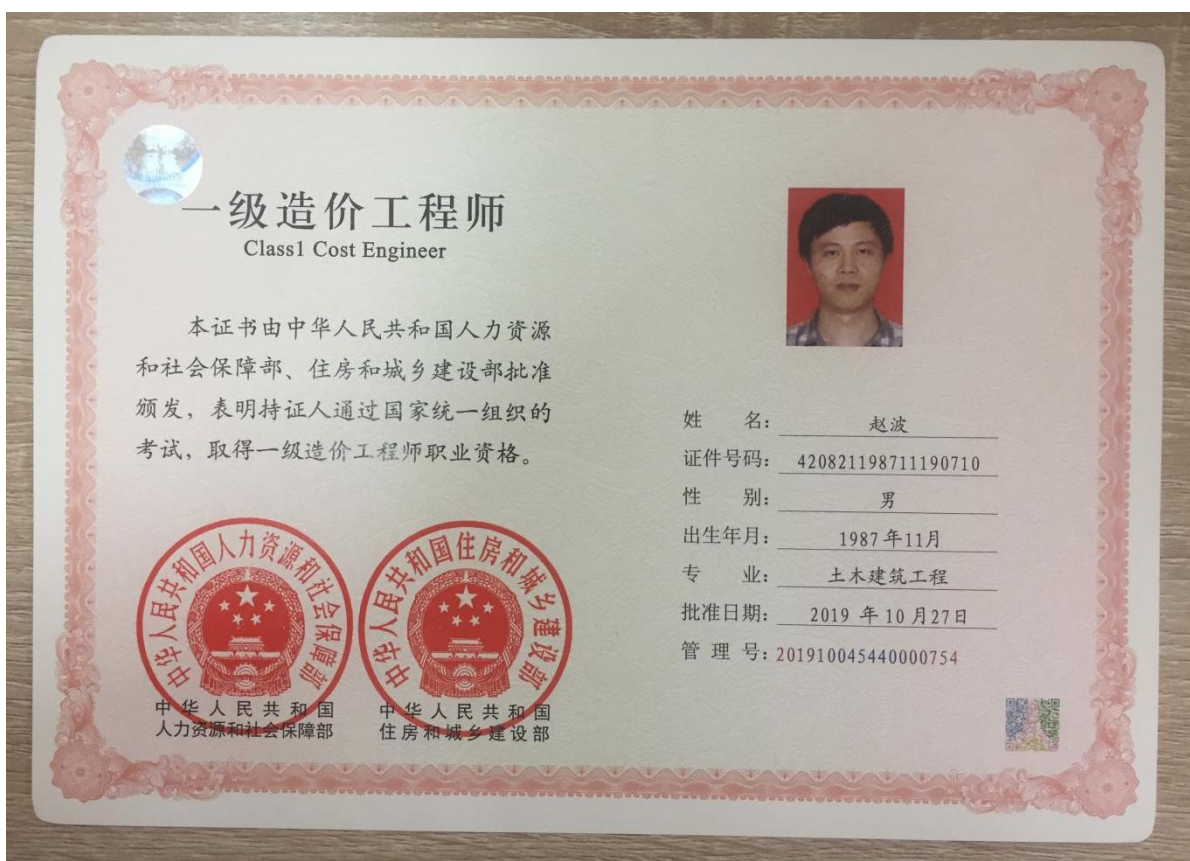 一级造价工程师
Class1 Cost Engineer
本证书由中华人民共和国人力资源
和社会保障部、住房和城乡建设部批准
颁发，表明持证人通过国家统一组织的
考试，取得一级造价工程师职业资格。
中华人民共和国人力资源和社会保障部
中华人民共和国住房和城乡建设部
中华人民共和国
人力资源和社会保障部
中华人民共和国
住房和城乡建设部
姓 名：赵波
证件号码：420821198711190710
性 别：男
出生年月：1987年11月
专 业：土木建筑工程
批准日期：2019年10月27日
管 理 号：201910045440000754